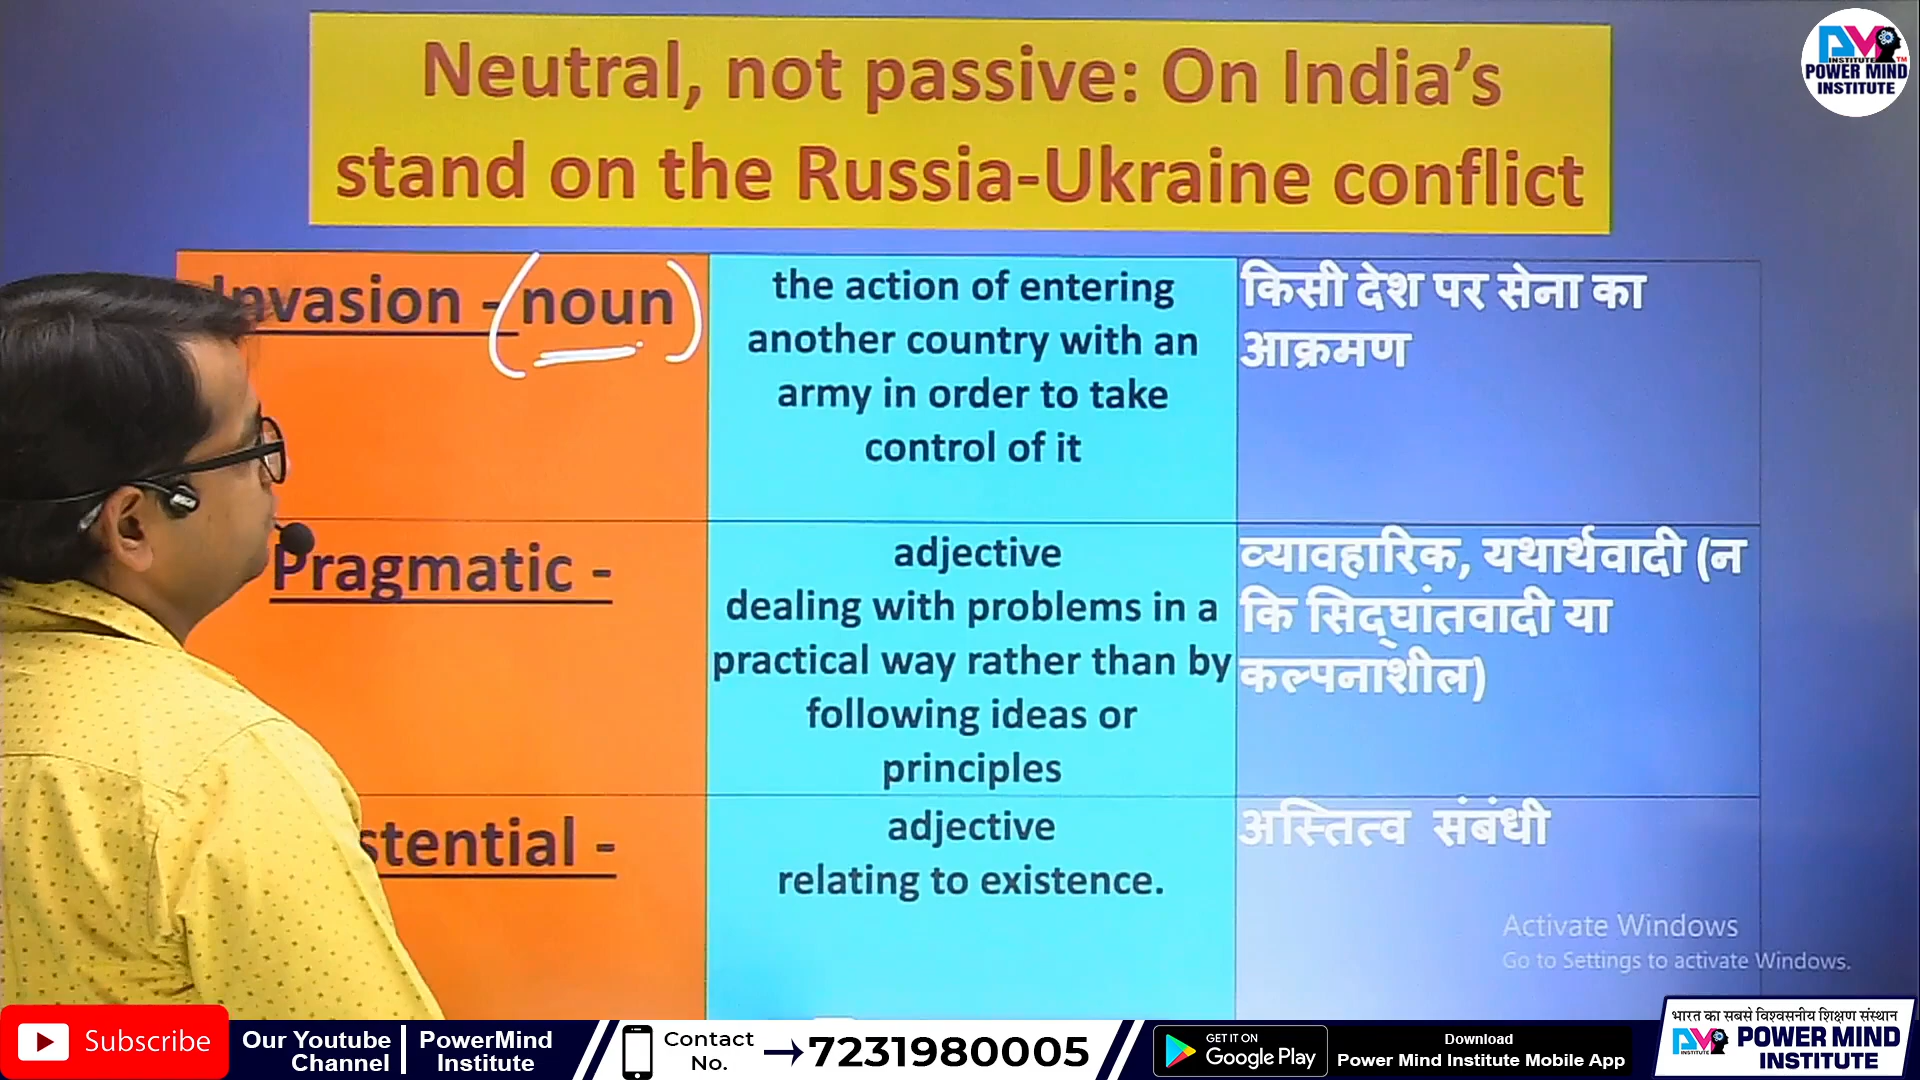 Neutral, not passive: On India's
stand on the Russia-Ukraine conflict
POWER MIND
INSTITUTE
Invasion - (noun)
the action of entering
another country with an
army in order to take
control of it
किसी देश पर सेना का
आक्रमण
Pragmatic -
adjective
dealing with problems in a
practical way rather than by
following ideas or
principles
व्यावहारिक, यथार्थवादी (न
कि सिद्घांतवादी या
कल्पनाशील)
stential -
adjective
relating to existence.
अस्तित्व संबंधी
Activate Windows
Go to Settings to activate Windows.
Subscribe
Our Youtube
Channel
PowerMind
Institute
Contact
No.
7231980005
GET IT ON
Google Play
Download
Power Mind Institute Mobile App
भारत का सबसे विश्वसनीय शिक्षण संस्थान
POWER MIND
INSTITUTE